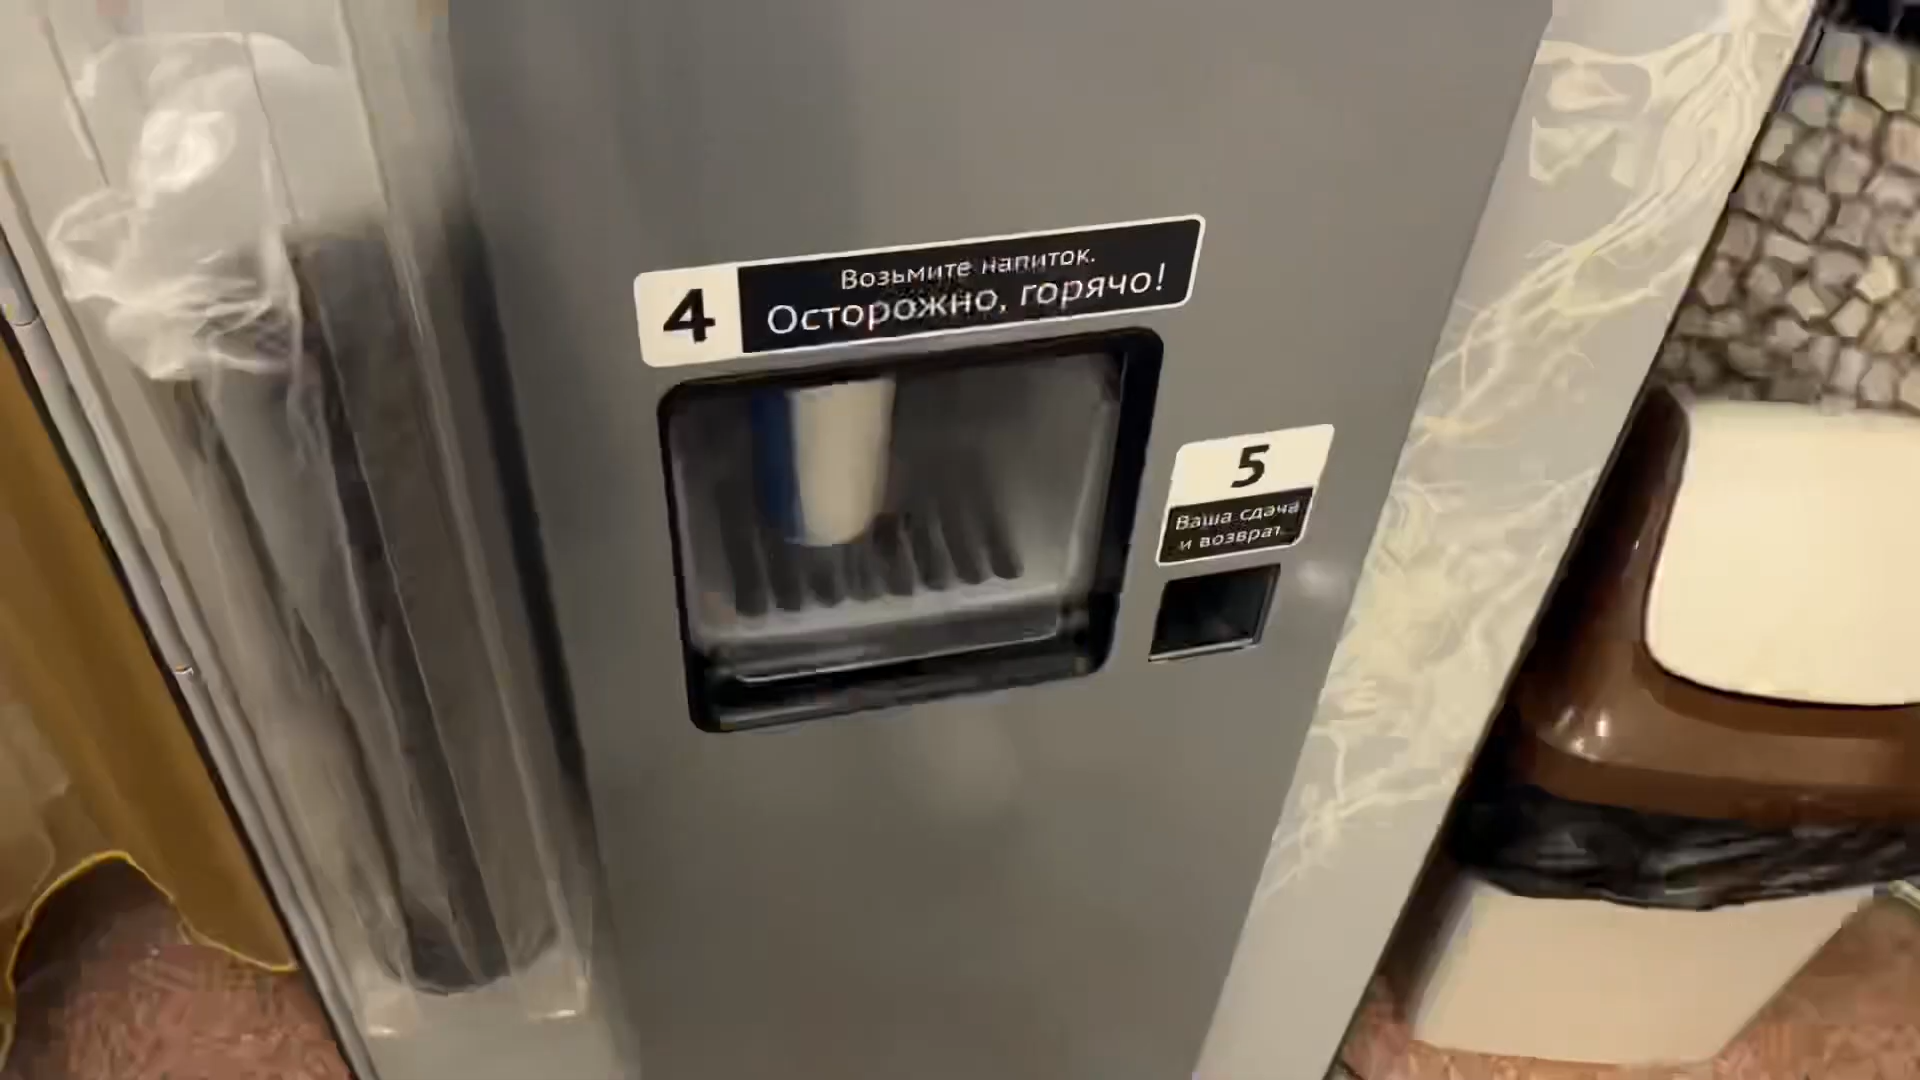 4
Возьмите напиток.
Осторожно, горячо!
5
Ваша сдача
и возврат